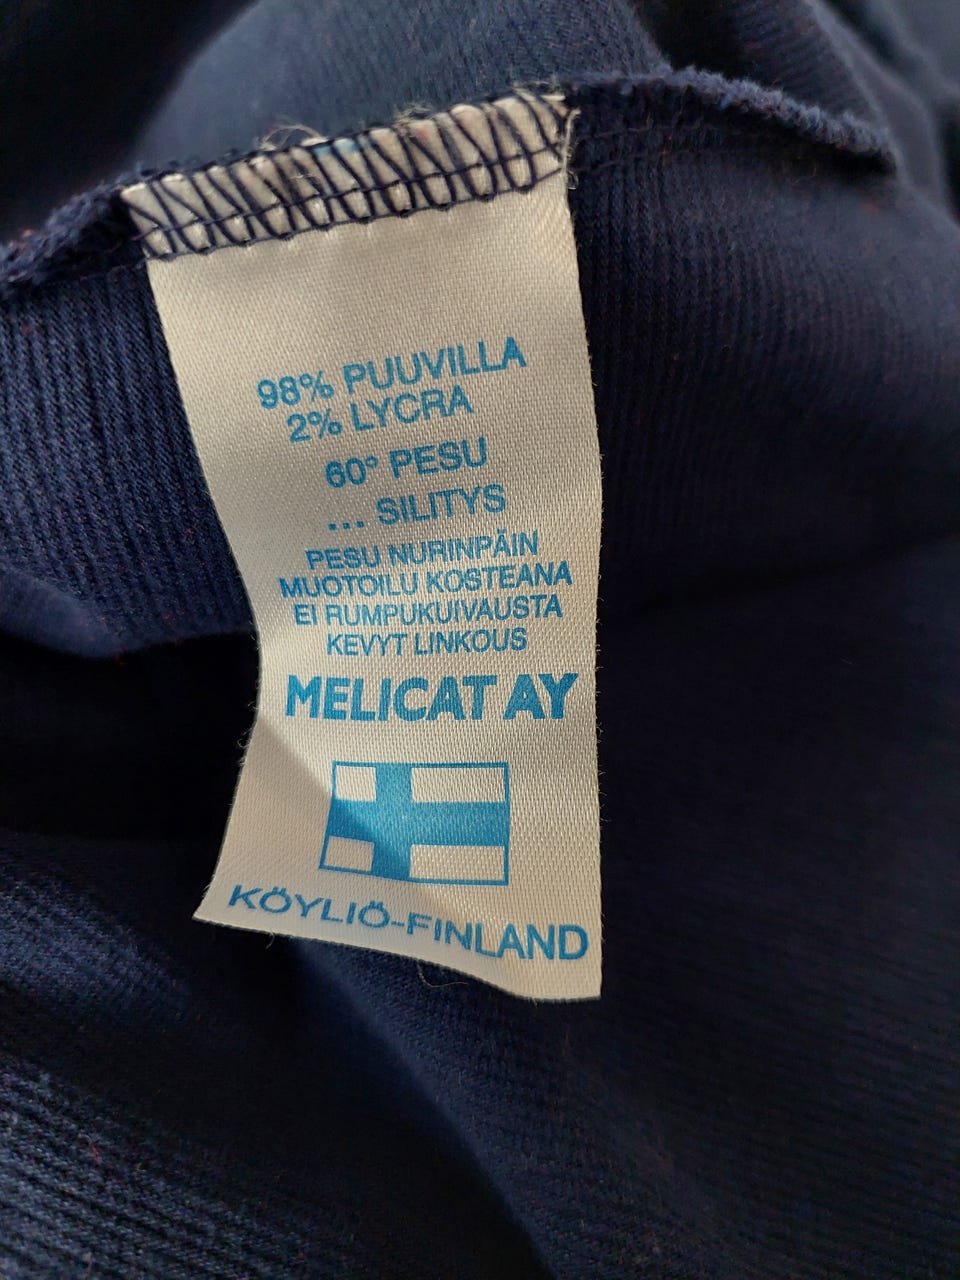 98% PUUVILLA
2% LYCRA
60° PESU
... SILITYS
PESU NURINPÄIN
MUOTOILU KOSTEANA
EI RUMPUKUIVAUSTA
KEVYT LINKOUS
MELICAT AY
KÖYLIÖ-FINLAND